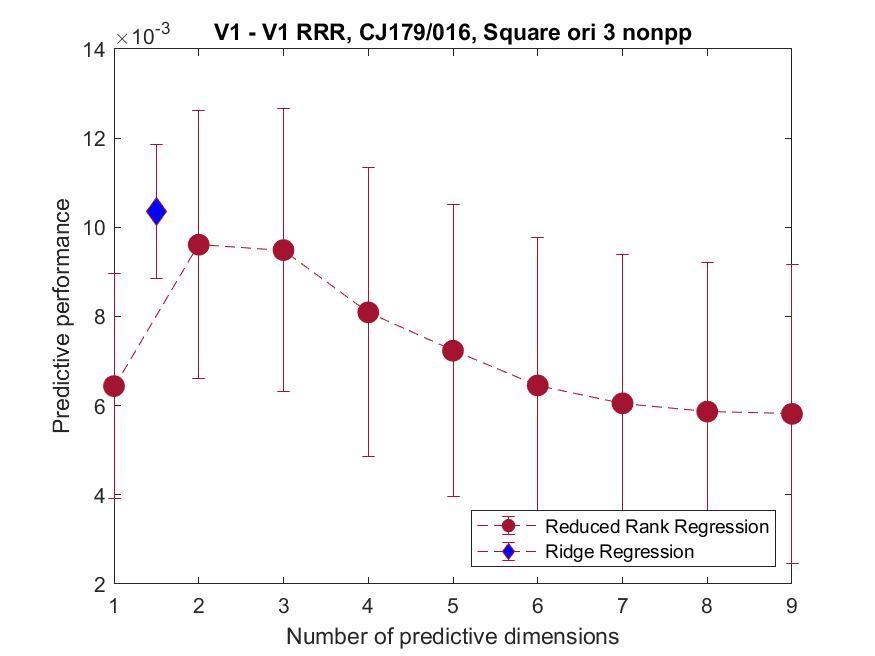 ×10-3
V1 - V1 RRR, CJ179/016, Square ori 3 nonpp
14
12
10
8
6
4
2
Predictive performance
Reduced Rank Regression
Ridge Regression
1 2 3 4 5 6 7 8 9
Number of predictive dimensions